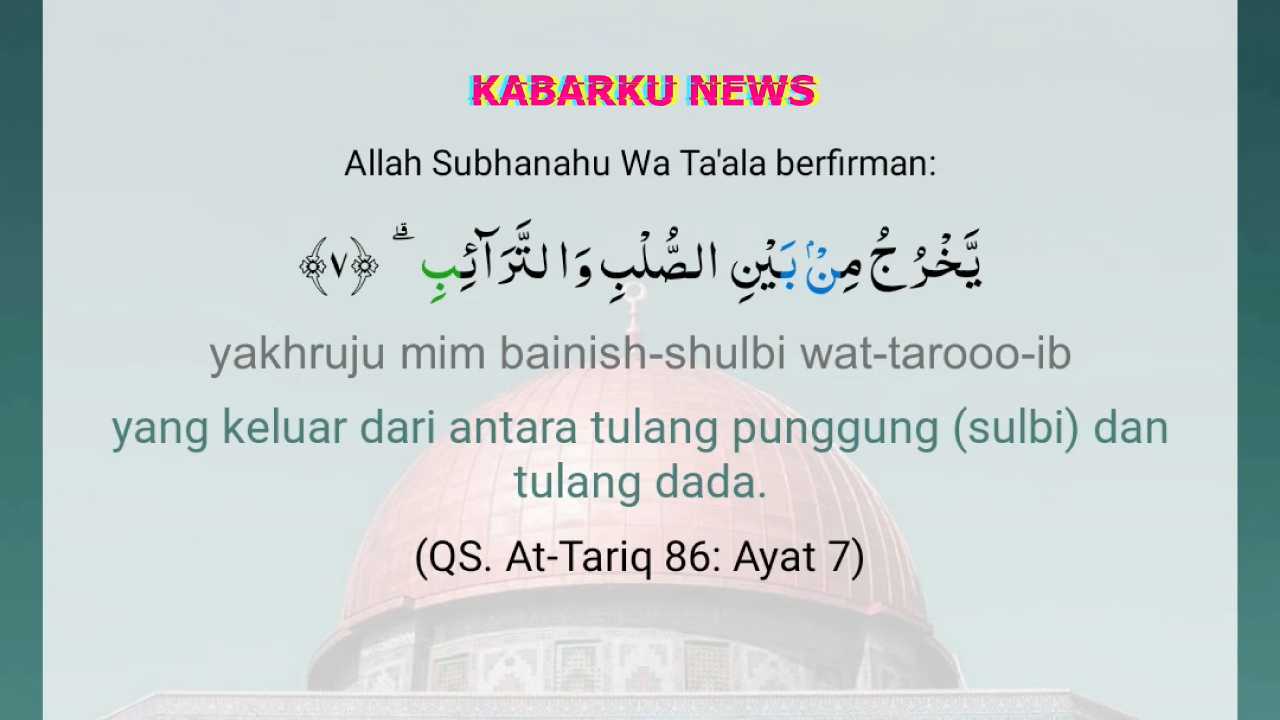 KABARKU NEWS
Allah Subhanahu Wa Ta'ala berfirman:
يَّخْرُجُ مِنْۢ بَيْنِ الصُّلْبِ وَا لتَّرَآئِبِ ۗ ﴿٧﴾
yakhruju mim bainish-shulbi wat-tarooo-ib
yang keluar dari antara tulang punggung (sulbi) dan
tulang dada.
(QS. At-Tariq 86: Ayat 7)